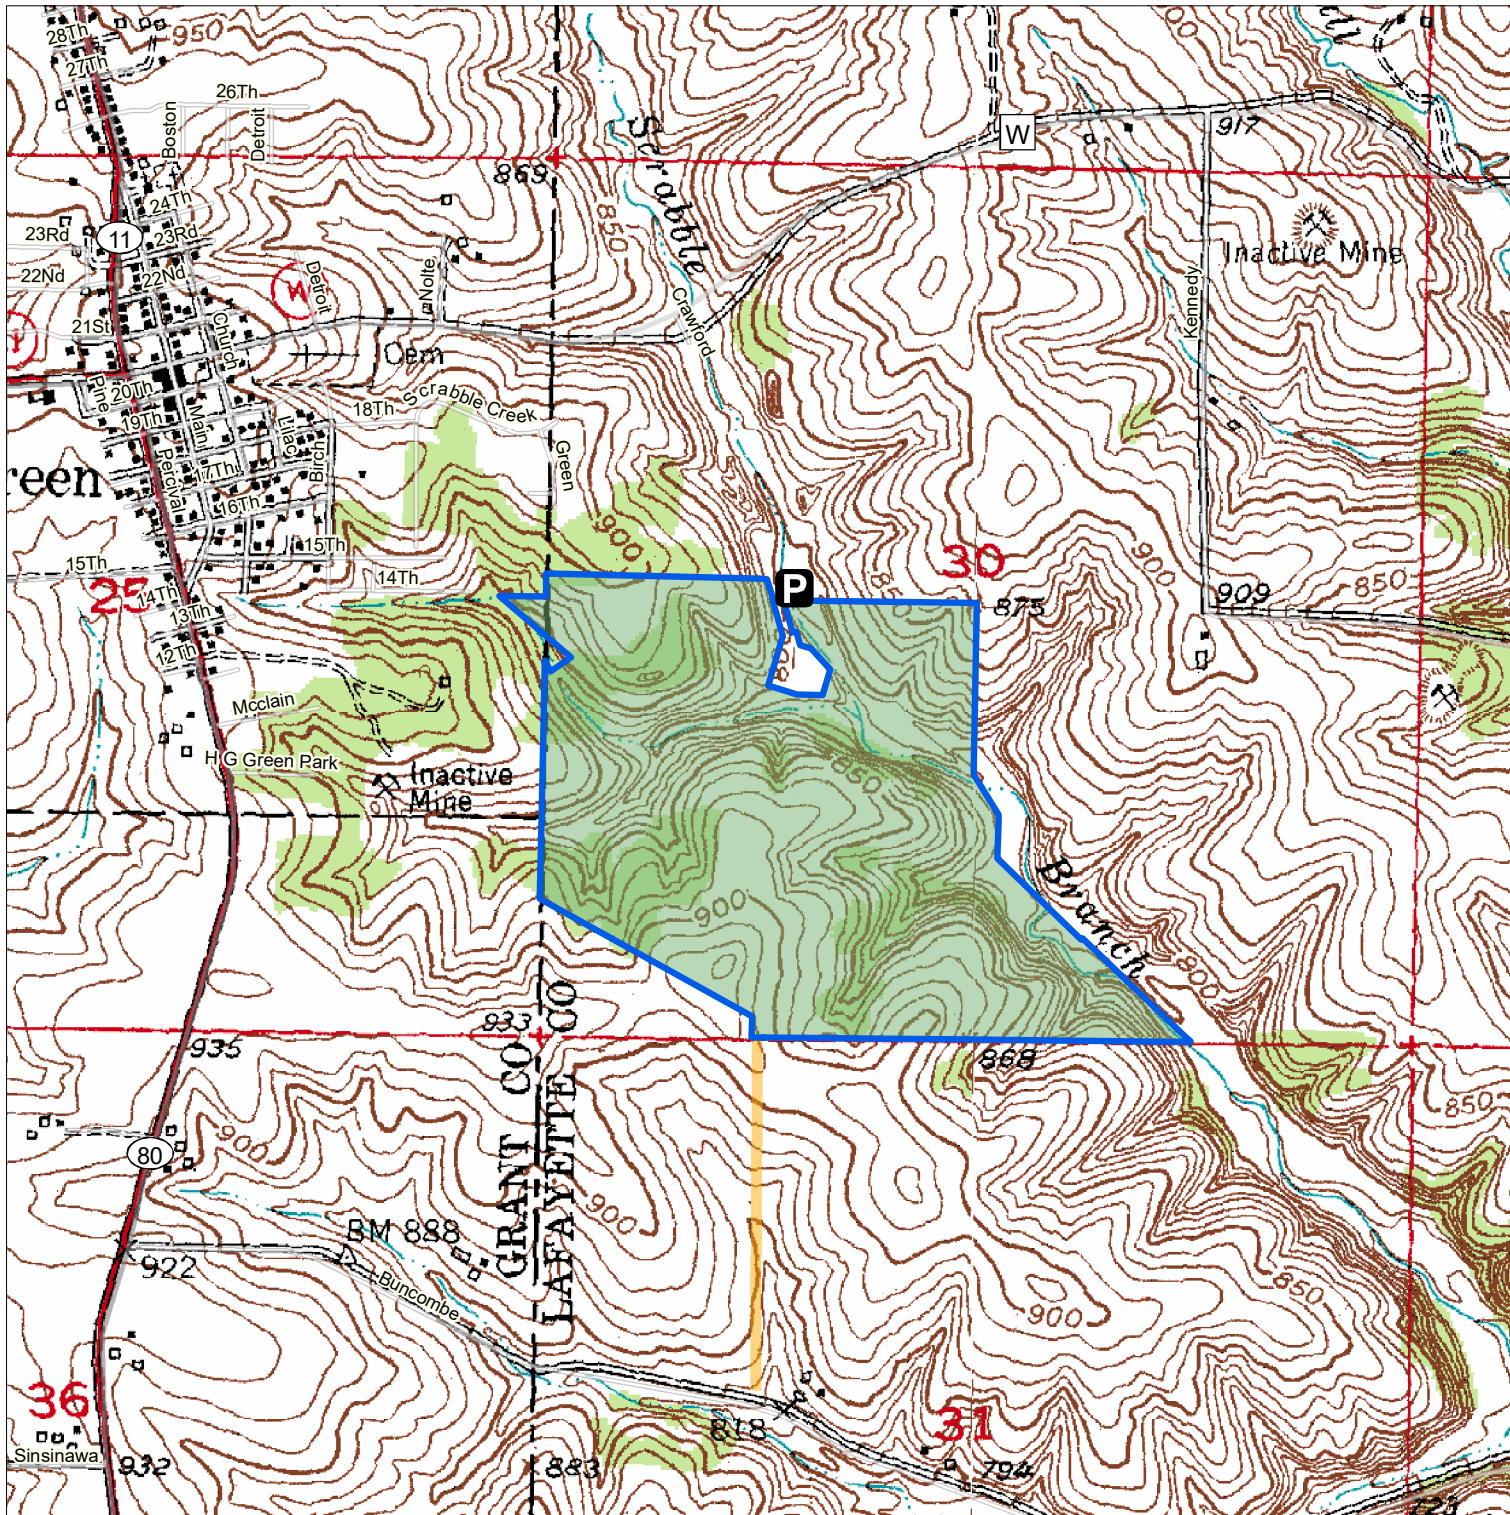 28Th
950
27Th
26Th
Boston
Detroit
W
917
869
Scrabble
24Th
850
23Rd
11
23Rd
Inactive Mine
22Nd
22Nd
Detroit
Nolte
Crawford
Kennedy
21St
Church
Cem
20Th
Pine
18Th
Scrabble Creek
19Th
Main
Lilac
Birch
Green
reen
Percival
17Th
16Th
900
15Th
15Th
14Th
P
30
900
850
25
14Th
875
909
13Th
12Th
Mcclain
H G Green Park
Inactive
Mine
850
Branch
900
800
933
935
868
GRANT CO
LAFAYETTE CO
850
900
80
900
BM 888
922
Buncombe
850
900
36
818
31
Sinsinawa
932
883
794
723